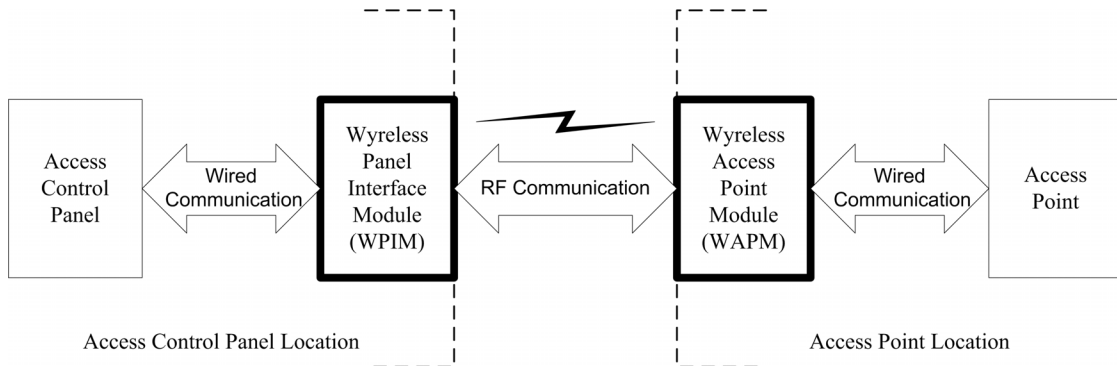 Access
Control
Panel
Wired
Communication
Wyreless
Panel
Interface
Module
(WPIM)
RF Communication
Wyreless
Access
Point
Module
(WAPM)
Wired
Communication
Access
Point
Access Control Panel Location
Access Point Location